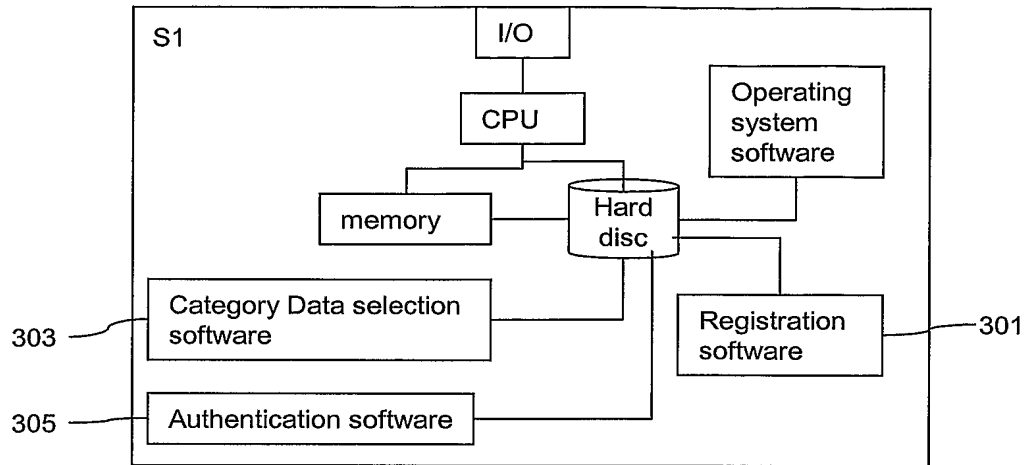 S1
I/O
CPU
Operating
system
software
memory
Hard
disc
Category Data selection
software
303
Registration
software
301
Authentication software
305